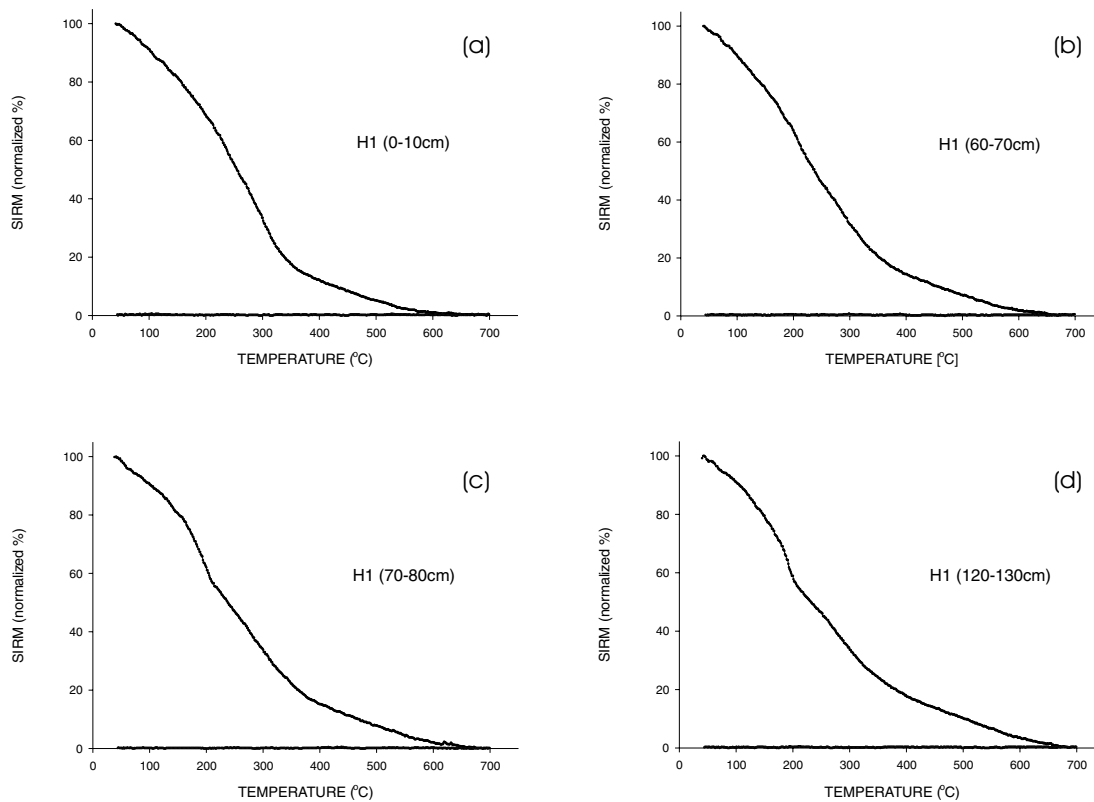 (a)
H1 (0-10cm)
SIRM (normalized %)
100
80
60
40
20
0
0 100 200 300 400 500 600 700
TEMPERATURE (°C)
(b)
H1 (60-70cm)
SIRM (normalized %)
100
80
60
40
20
0
0 100 200 300 400 500 600 700
TEMPERATURE [°C]
(c)
H1 (70-80cm)
SIRM (normalized %)
100
80
60
40
20
0
0 100 200 300 400 500 600 700
TEMPERATURE (°C)
(d)
H1 (120-130cm)
SIRM (normalized %)
100
80
60
40
20
0
0 100 200 300 400 500 600 700
TEMPERATURE (°C)